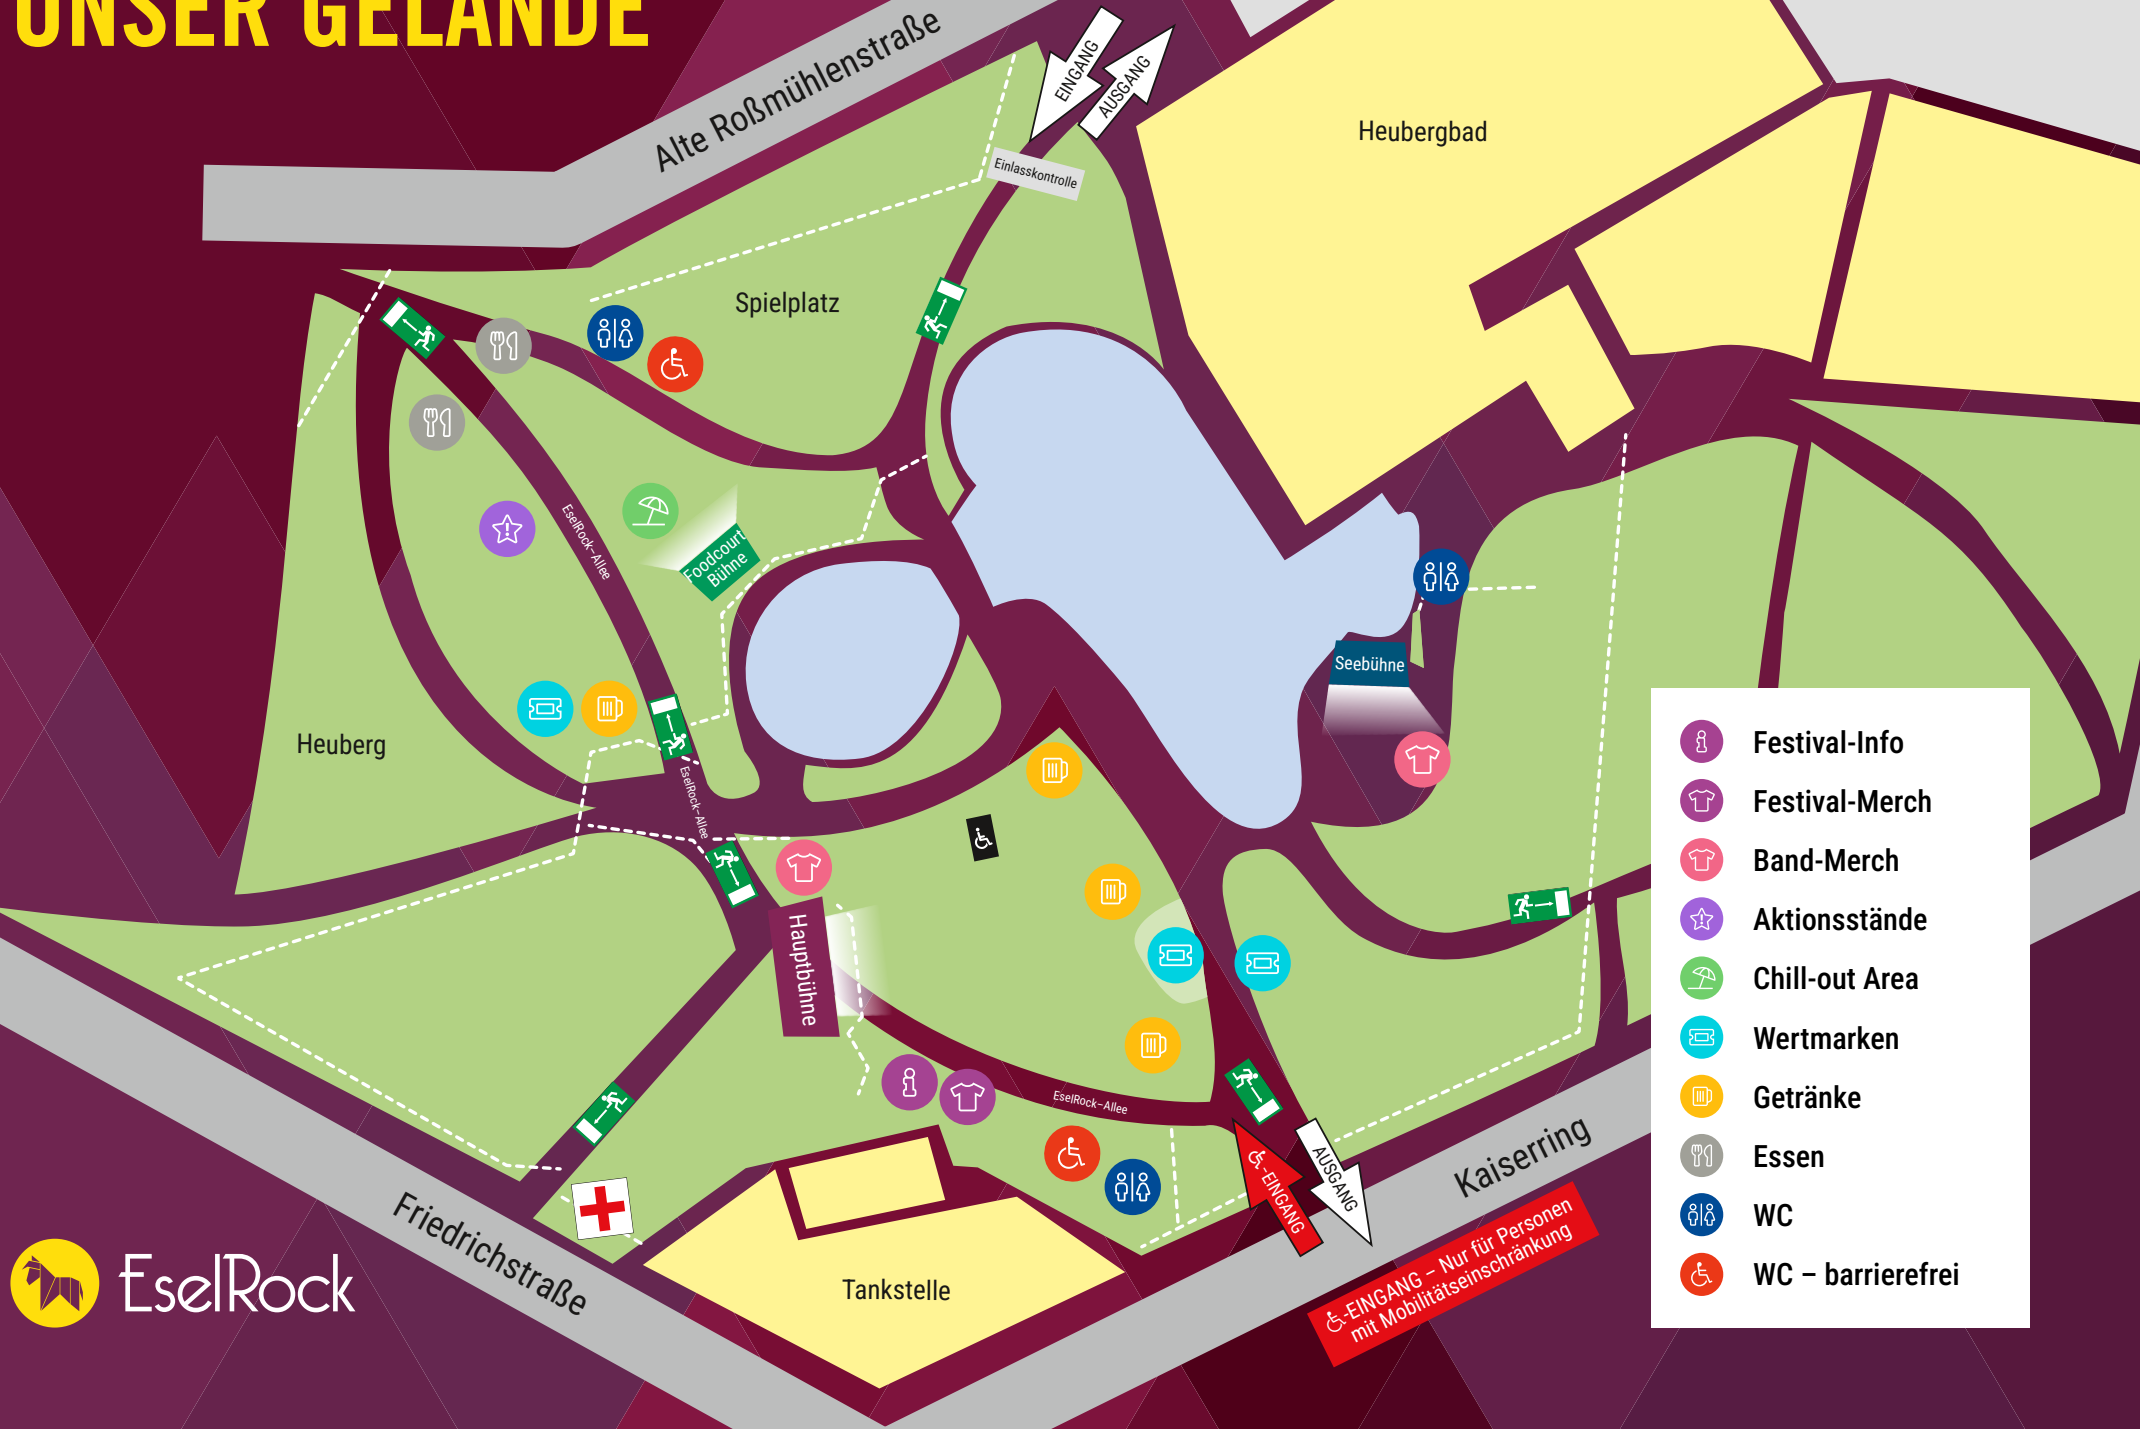 UNSER GELÄNDE
Alte Roßmühlenstraße
EINGANG
AUSGANG
Einlasskontrolle
Heubergbad
Spielplatz
EselRock-Allee
Foodcourt
Bühne
Seebühne
Heuberg
EselRock-Allee
Hauptbühne
EselRock-Allee
Festival-Info
Festival-Merch
Band-Merch
Aktionsstände
Chill-out Area
Wertmarken
Getränke
Essen
WC
WC – barrierefrei
-EINGANG
AUSGANG
Kaiserring
-EINGANG – Nur für Personen
mit Mobilitätseinschränkung
Friedrichstraße
Tankstelle
EselRock